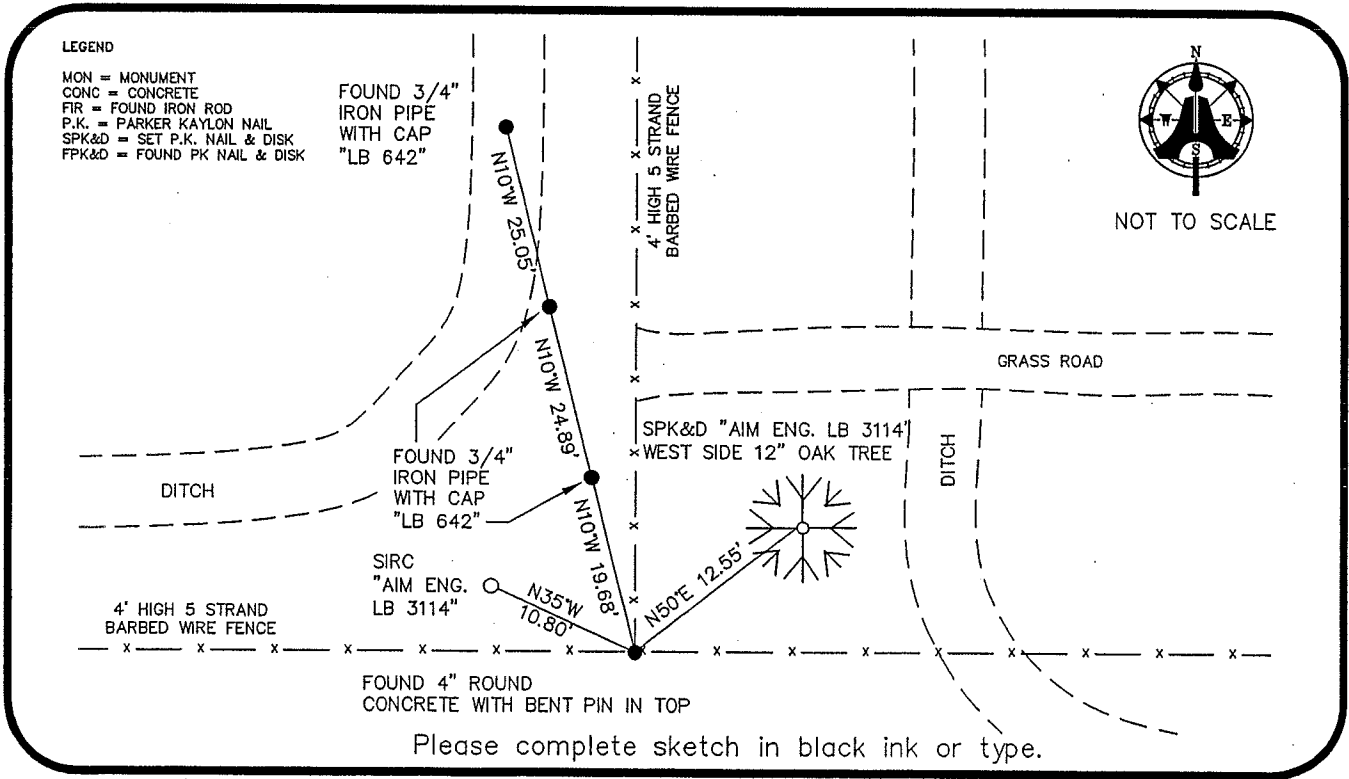 LEGEND
MON = MONUMENT
CONC = CONCRETE
FIR = FOUND IRON ROD
P.K. = PARKER KAYLON NAIL
SPK&D = SET P.K. NAIL & DISK
FPK&D = FOUND PK NAIL & DISK
FOUND 3/4"
IRON PIPE
WITH CAP
"LB 642"
N10°W 25.05'
4' HIGH 5 STRAND
BARBED WIRE FENCE
N
W
E
S
NOT TO SCALE
GRASS ROAD
N10°W 24.89'
SPK&D "AIM ENG. LB 3114'
WEST SIDE 12" OAK TREE
DITCH
FOUND 3/4"
IRON PIPE
WITH CAP
"LB 642"
DITCH
N10°W 19.68'
N50°E 12.55'
SIRC
"AIM ENG.
LB 3114"
N35°W
10.80'
4' HIGH 5 STRAND
BARBED WIRE FENCE
FOUND 4" ROUND
CONCRETE WITH BENT PIN IN TOP
Please complete sketch in black ink or type.